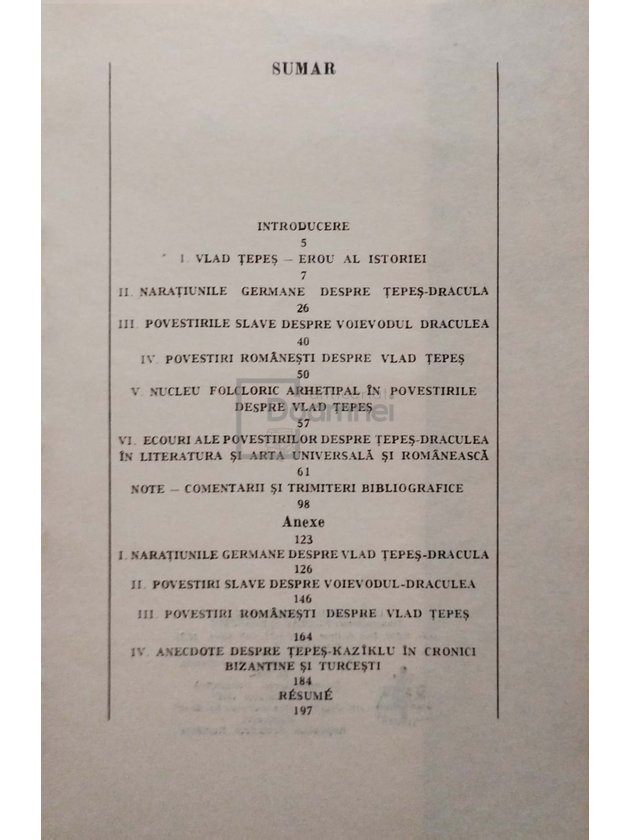 SUMAR
INTRODUCERE
5
I. VLAD ȚEPEȘ – EROU AL ISTORIEI
7
II. NARAȚIUNILE GERMANE DESPRE ȚEPEȘ-DRACULA
26
III. POVESTIRILE SLAVE DESPRE VOIEVODUL DRACULEA
40
IV. POVESTIRI ROMÂNEȘTI DESPRE VLAD ȚEPEȘ
50
V. NUCLEU FOLCLORIC ARHETIPAL ÎN POVESTIRILE
DESPRE VLAD ȚEPEȘ
57
VI. ECOURI ALE POVESTIRILOR DESPRE ȚEPEȘ-DRACULEA
ÎN LITERATURA ȘI ARTA UNIVERSALĂ ȘI ROMÂNEASCĂ
61
NOTE – COMENTARII ȘI TRIMITERI BIBLIOGRAFICE
98
Anexe
123
I. NARAȚIUNILE GERMANE DESPRE VLAD ȚEPEȘ-DRACULA
126
II. POVESTIRI SLAVE DESPRE VOIEVODUL-DRACULEA
146
III. POVESTIRI ROMÂNEȘTI DESPRE VLAD ȚEPEȘ
164
IV. ANECDOTE DESPRE ȚEPEȘ-KAZÎKLU ÎN CRONICI
BIZANTINE ȘI TURCEȘTI
184
RÉSUMÉ
197